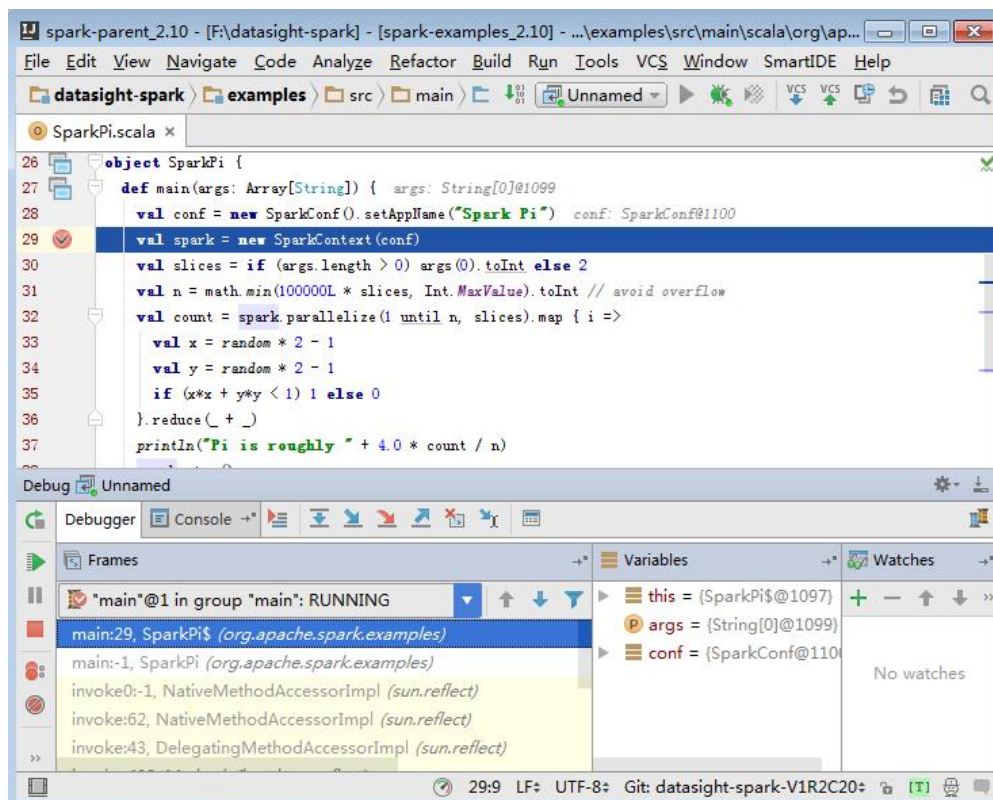 spark-parent_2.10 - [F:\datasight-spark] - [spark-examples_2.10] - ...\examples\src\main\scala\org\ap...
File Edit View Navigate Code Analyze Refactor Build Run Tools VCS Window SmartIDE Help
datasight-spark examples src main Unnamed VCS VCS
SparkPi.scala ×
26 object SparkPi {
27 def main(args: Array[String]) { args: String[0]@1099
28 val conf = new SparkConf().setAppName("Spark Pi") conf: SparkConf@1100
29 val spark = new SparkContext(conf)
30 val slices = if (args.length > 0) args(0).toInt else 2
31 val n = math.min(100000L * slices, Int.MaxValue).toInt // avoid overflow
32 val count = spark.parallelize(1 until n, slices).map { i =>
33 val x = random * 2 - 1
34 val y = random * 2 - 1
35 if (x*x + y*y < 1) 1 else 0
36 }.reduce(_ + _)
37 println("Pi is roughly " + 4.0 * count / n)
Debug Unnamed
Debugger Console
Frames Variables Watches
"main"@1 in group "main": RUNNING
main:29, SparkPi$ (org.apache.spark.examples)
main:-1, SparkPi (org.apache.spark.examples)
invoke0:-1, NativeMethodAccessorImpl (sun.reflect)
invoke:62, NativeMethodAccessorImpl (sun.reflect)
invoke:43, DelegatingMethodAccessorImpl (sun.reflect)
this = {SparkPi$@1097}
args = {String[0]@1099}
conf = {SparkConf@110
No watches
29:9 LF UTF-8 Git: datasight-spark-V1R2C20 [T]